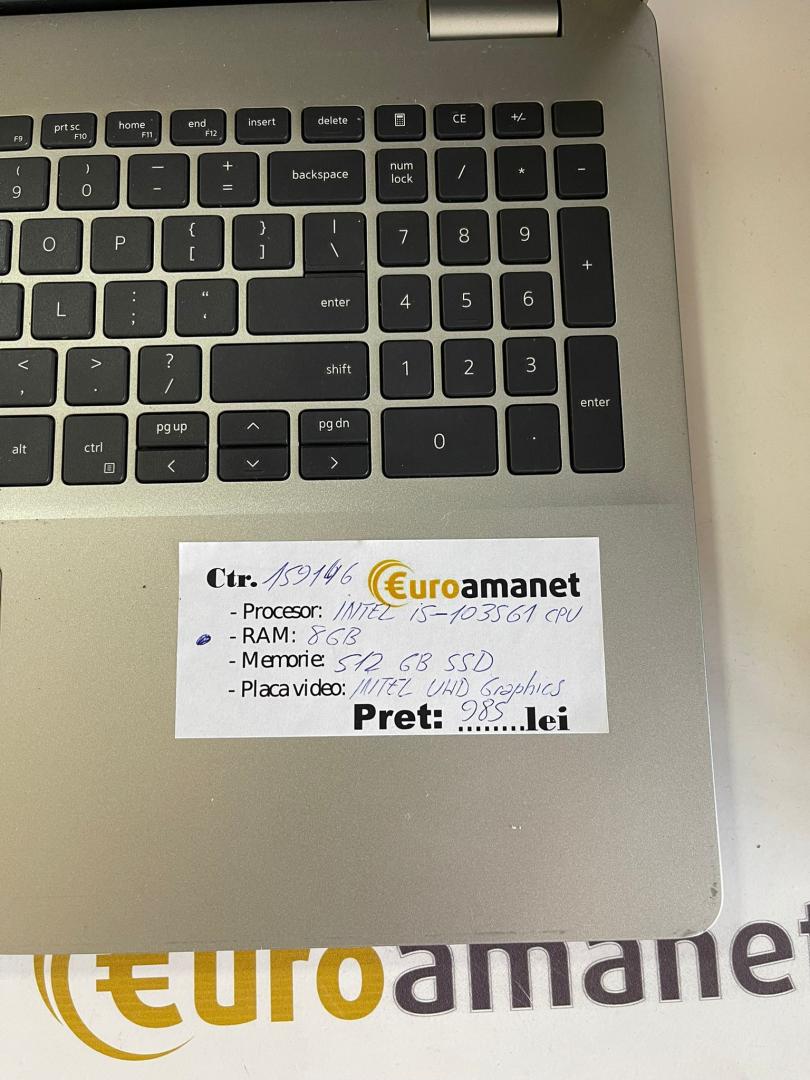 F9 prt sc F10 home F11 end F12 insert delete CE +/-
( 9 ) 0 — - + = backspace num lock / * -
O P { [ } ] | \ 7 8 9 +
L : ; “ ‘ enter 4 5 6
< , > . ? / shift 1 2 3 enter
alt ctrl pg up ^ pg dn 0 .
< v >
Ctr. 159146 €uroamanet
- Procesor: INTEL i5-1035G1 CPU
- RAM: 8GB
- Memorie: 512 GB SSD
- Placa video: INTEL UHD Graphics
Pret: 985 lei
€uroamanet